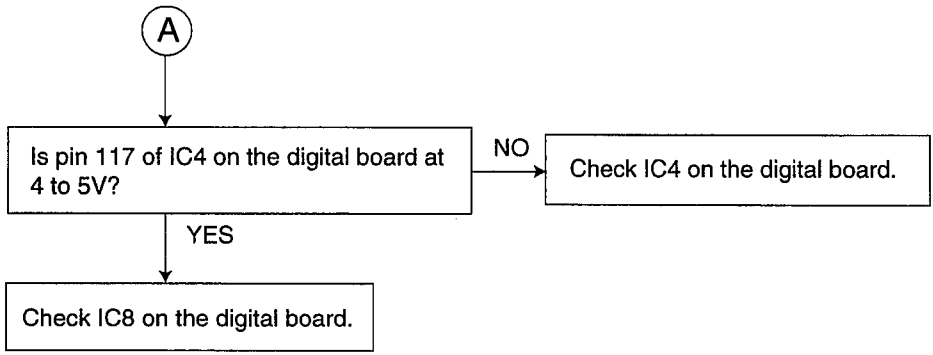 A
Is pin 117 of IC4 on the digital board at
4 to 5V?
NO
Check IC4 on the digital board.
YES
Check IC8 on the digital board.